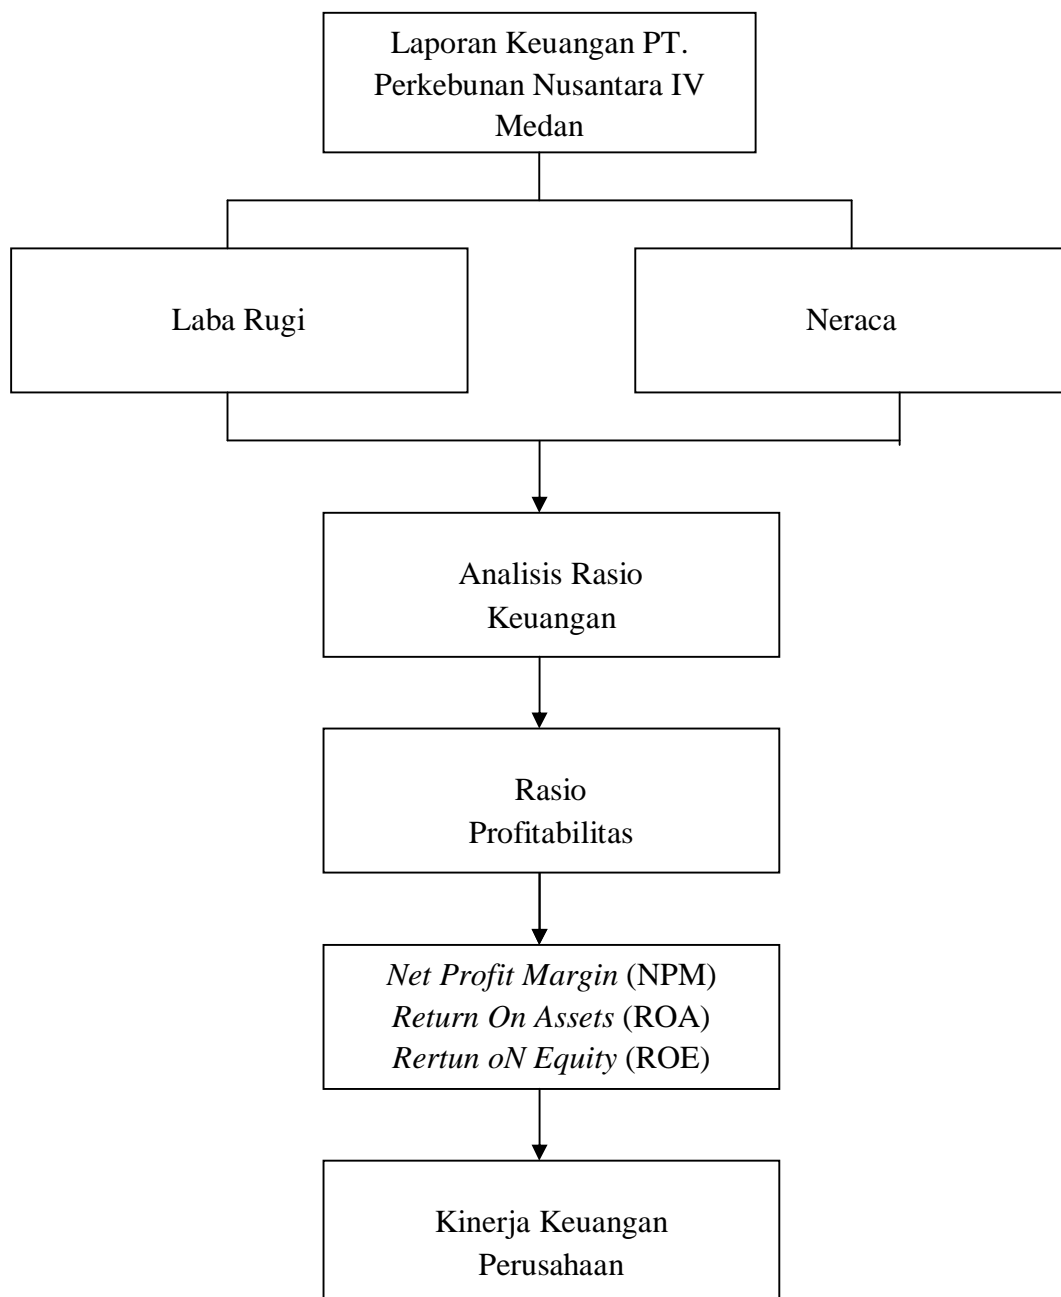 Laporan Keuangan PT.
Perkebunan Nusantara IV
Medan
Laba Rugi
Neraca
Analisis Rasio
Keuangan
Rasio
Profitabilitas
Net Profit Margin (NPM)
Return On Assets (ROA)
Rertun oN Equity (ROE)
Kinerja Keuangan
Perusahaan